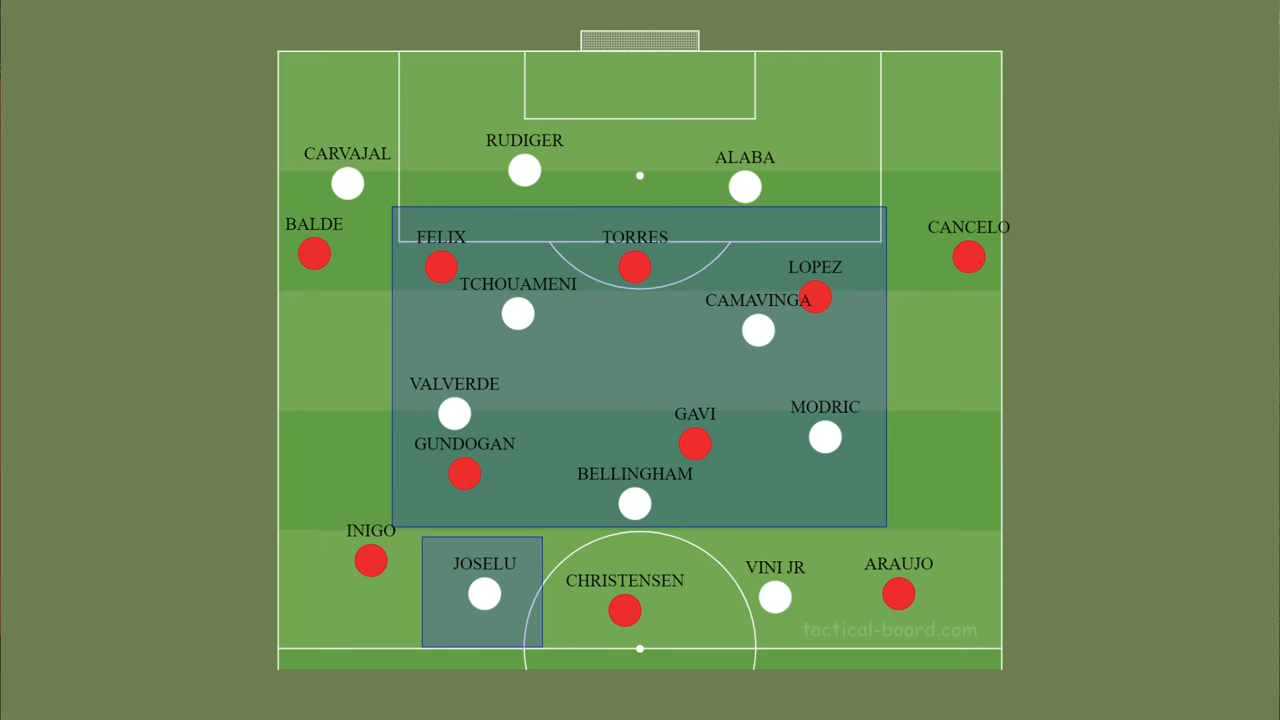 RUDIGER
CARVAJAL
ALABA
BALDE
CANCELO
FELIX
TORRES
LOPEZ
TCHOUAMENI
CAMAVINGA
VALVERDE
MODRIC
GAVI
GUNDOGAN
BELLINGHAM
INIGO
JOSELU
ARAUJO
VINI JR
CHRISTENSEN
tactical-board.com